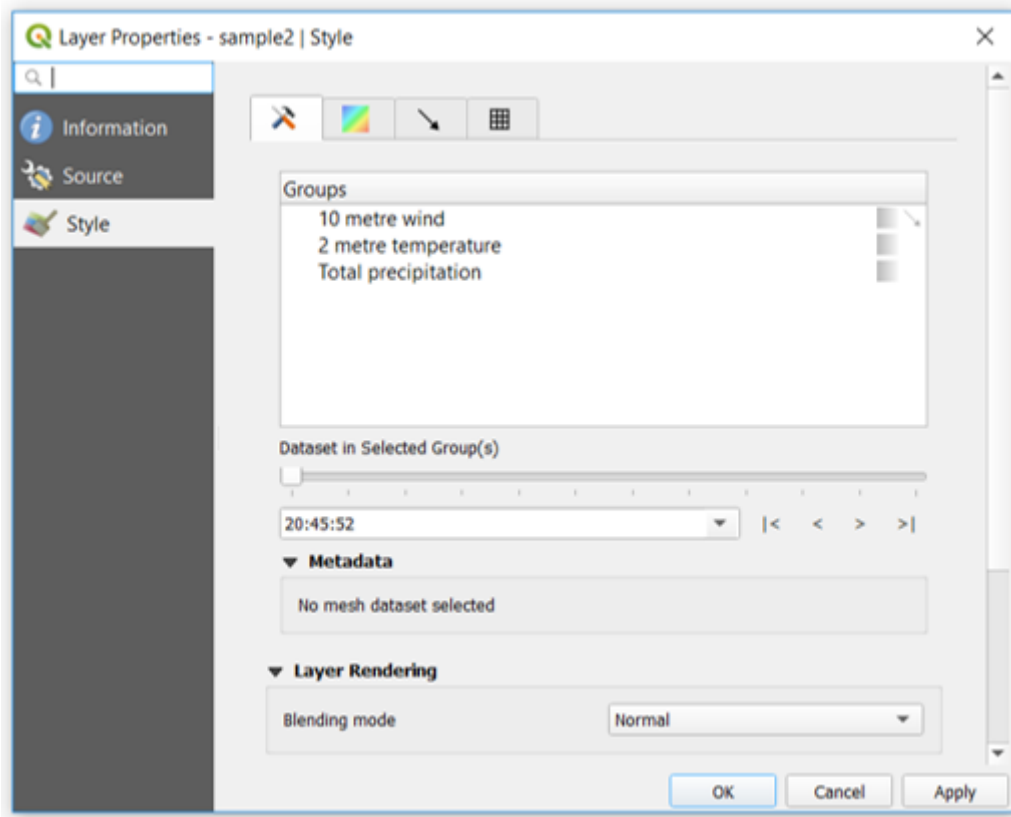 Layer Properties - sample2 | Style
Information
Source
Style
Groups
10 metre wind
2 metre temperature
Total precipitation
Dataset in Selected Group(s)
20:45:52
|< < > >|
Metadata
No mesh dataset selected
Layer Rendering
Blending mode Normal
OK Cancel Apply